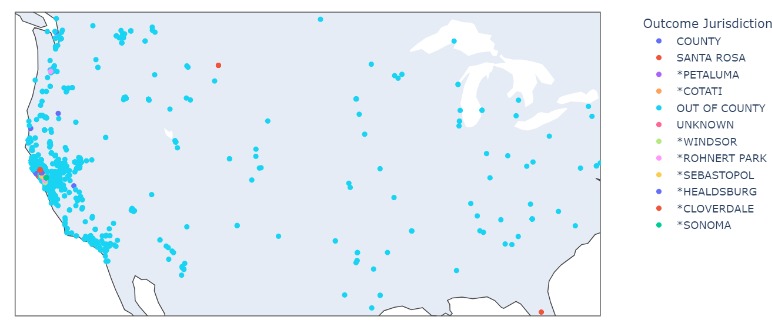 Outcome Jurisdiction
COUNTY
SANTA ROSA
*PETALUMA
*COTATI
OUT OF COUNTY
UNKNOWN
*WINDSOR
*ROHNERT PARK
*SEBASTOPOL
*HEALDSBURG
*CLOVERDALE
*SONOMA